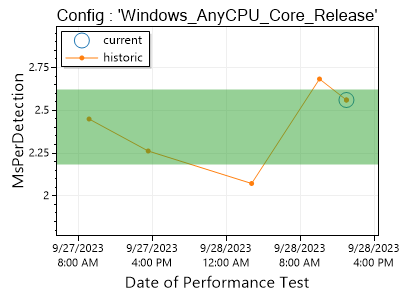 Config : 'Windows_AnyCPU_Core_Release'
current
historic
2.75
2.5
2.25
2
MsPerDetection
9/27/2023 9/27/2023 9/28/2023 9/28/2023 9/28/2023
8:00 AM 4:00 PM 12:00 AM 8:00 AM 4:00 PM
Date of Performance Test